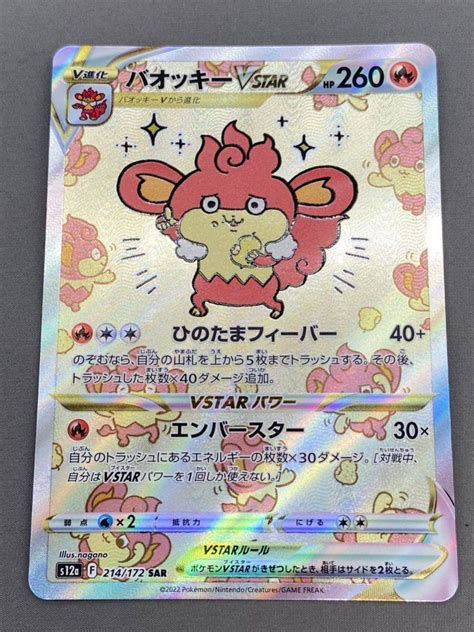 V進化 バオッキー VSTAR HP 260
バオッキーVから進化
ひのたまフィーバー 40+
のぞむなら、自分の山札を上から5枚までトラッシュする。その後、
トラッシュした枚数×40ダメージ追加。
VSTARパワー
エンバースター 30×
自分のトラッシュにあるエネルギーの枚数×30ダメージ。[対戦中、
自分はVSTARパワーを1回しか使えない。]
弱点 ×2 抵抗力 にげる
Illus.nagano
s12a F 214/172 SAR
VSTARルール
ポケモンVSTARがきぜつしたとき、相手はサイドを2枚とる。
©2022 Pokémon/Nintendo/Creatures/GAME FREAK.